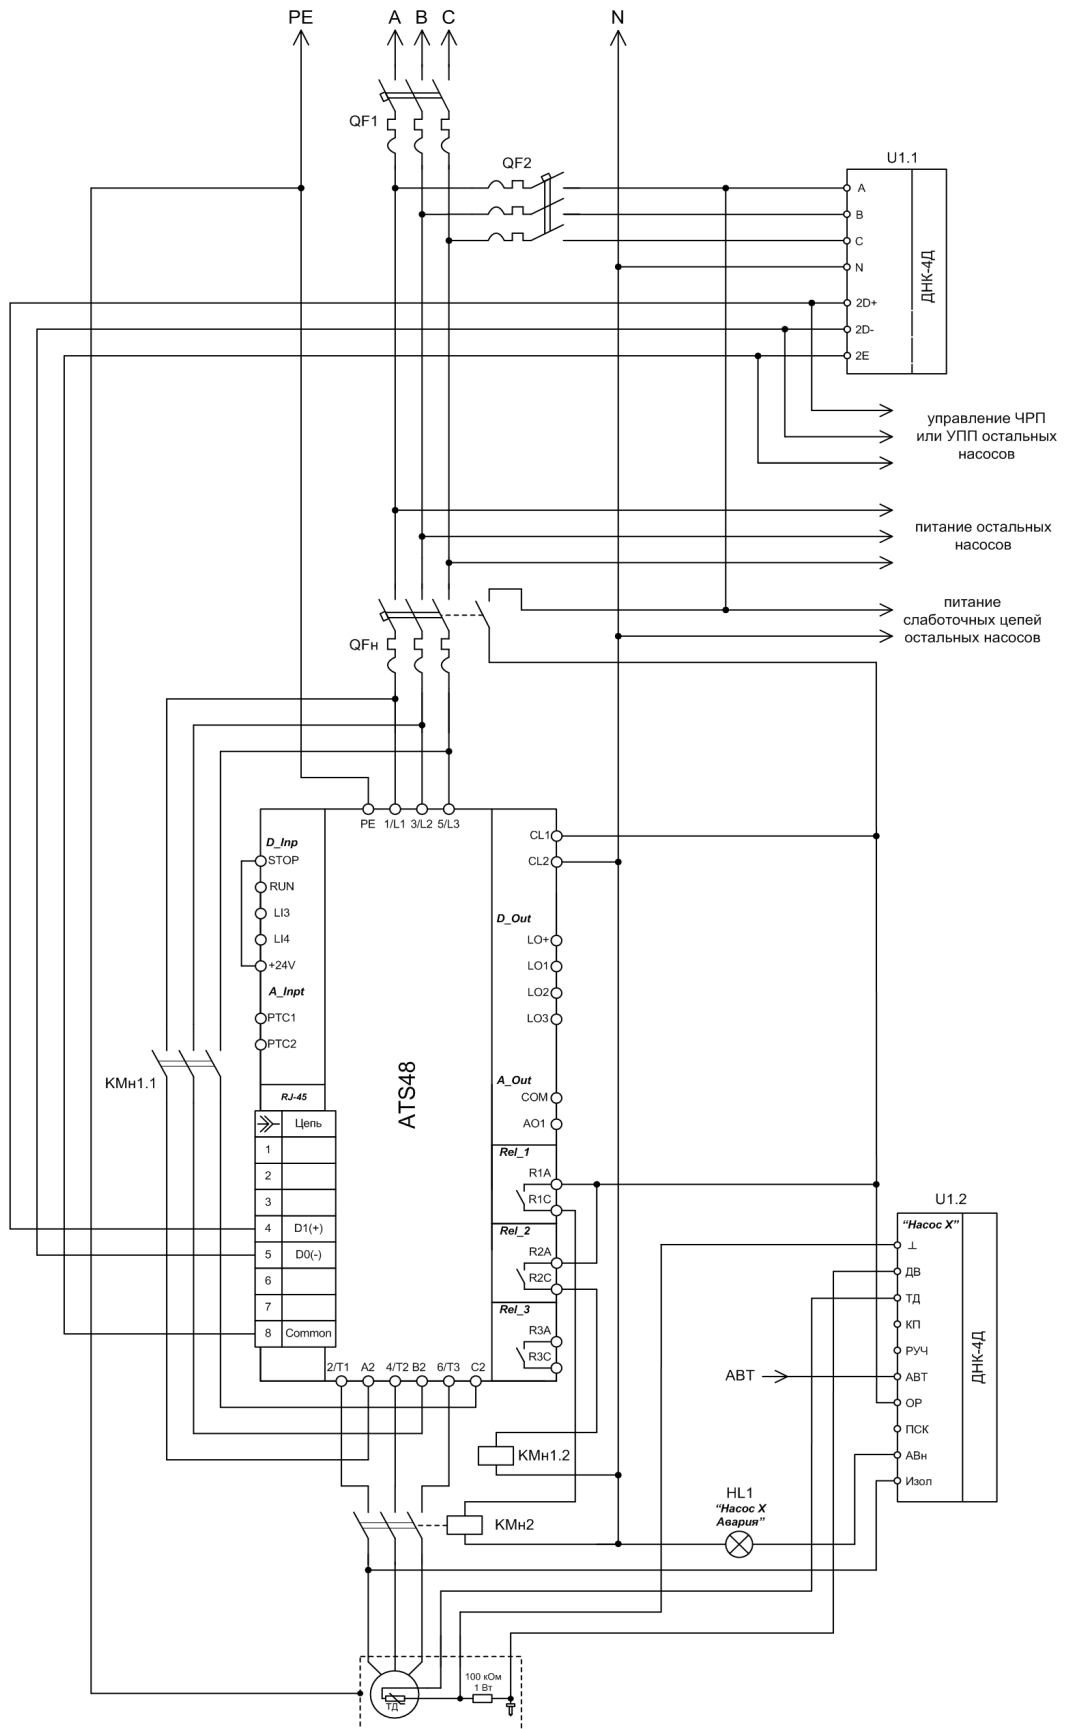 PE
A
B
C
N
QF1
QF2
U1.1
A
B
C
N
2D+
2D-
2E
ДНК-4Д
управление ЧРП
или УПП остальных
насосов
питание остальных
насосов
питание
слаботочных цепей
остальных насосов
QFн
PE
1/L1
3/L2
5/L3
D_Inp
STOP
RUN
LI3
LI4
+24V
A_Inpt
PTC1
PTC2
RJ-45
Цепь
1
2
3
4 D1(+)
5 D0(-)
6
7
8 Common
ATS48
CL1
CL2
D_Out
LO+
LO1
LO2
LO3
A_Out
COM
AO1
Rel_1
R1A
R1C
Rel_2
R2A
R2C
Rel_3
R3A
R3C
2/T1
A2
4/T2
B2
6/T3
C2
КМн1.1
КМн1.2
КМн2
U1.2
“Насос X”
⊥
ДВ
ТД
КП
РУЧ
АВТ
ОР
ПСК
АВн
Изол
ДНК-4Д
АВТ
HL1
“Насос X
Авария”
100 кОм
1 Вт
ТД